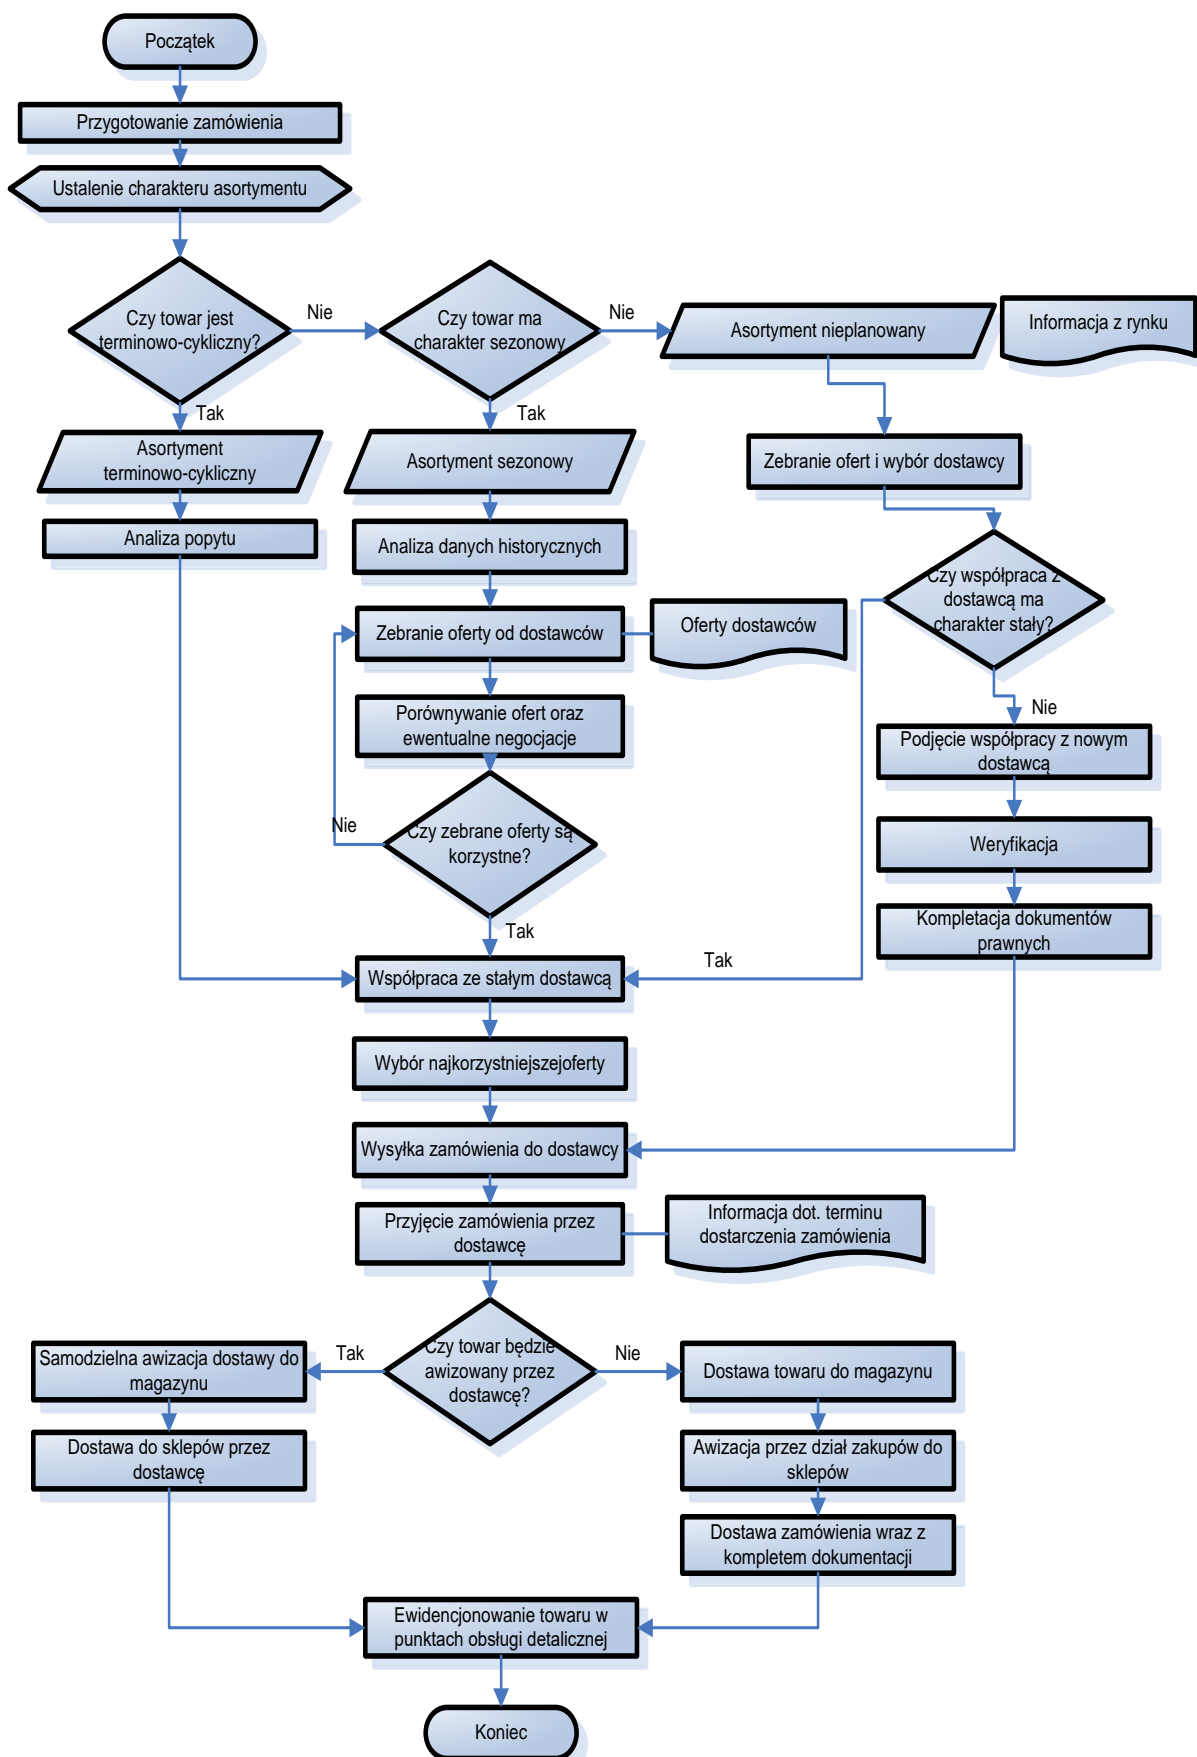 Początek
Przygotowanie zamówienia
Ustalenie charakteru asortymentu
Czy towar jest
terminowo-cykliczny?
Nie
Czy towar ma
charakter sezonowy
Nie
Asortyment nieplanowany
Informacja z rynku
Tak
Tak
Asortyment
terminowo-cykliczny
Asortyment sezonowy
Zebranie ofert i wybór dostawcy
Analiza popytu
Analiza danych historycznych
Czy współpraca z
dostawcą ma
charakter stały?
Zebranie oferty od dostawców
Oferty dostawców
Nie
Porównywanie ofert oraz
ewentualne negocjacje
Podjęcie współpracy z nowym
dostawcą
Nie
Czy zebrane oferty są
korzystne?
Weryfikacja
Tak
Kompletacja dokumentów
prawnych
Współpraca ze stałym dostawcą
Tak
Wybór najkorzystniejszejoferty
Wysyłka zamówienia do dostawcy
Przyjęcie zamówienia przez
dostawcę
Informacja dot. terminu
dostarczenia zamówienia
Czy towar będzie
awizowany przez
dostawcę?
Tak
Nie
Samodzielna awizacja dostawy do
magazynu
Dostawa towaru do magazynu
Dostawa do sklepów przez
dostawcę
Awizacja przez dział zakupów do
sklepów
Dostawa zamówienia wraz z
kompletem dokumentacji
Ewidencjonowanie towaru w
punktach obsługi detalicznej
Koniec